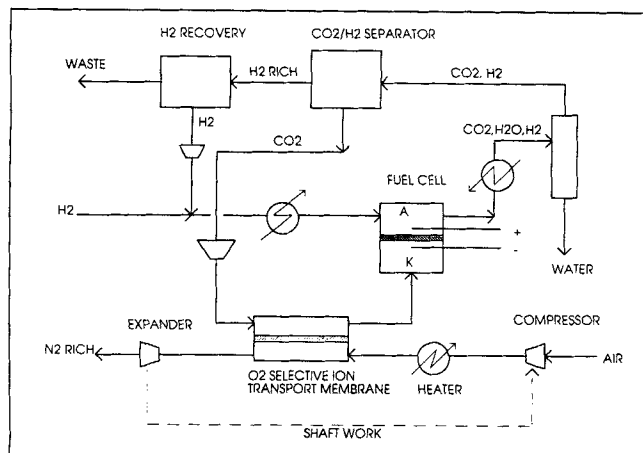 H2 RECOVERY
CO2/H2 SEPARATOR
WASTE
H2 RICH
CO2, H2
H2
CO2
CO2,H2O,H2
FUEL CELL
H2
A
+
-
K
WATER
EXPANDER
COMPRESSOR
N2 RICH
AIR
O2 SELECTIVE ION
TRANSPORT MEMBRANE
HEATER
SHAFT WORK